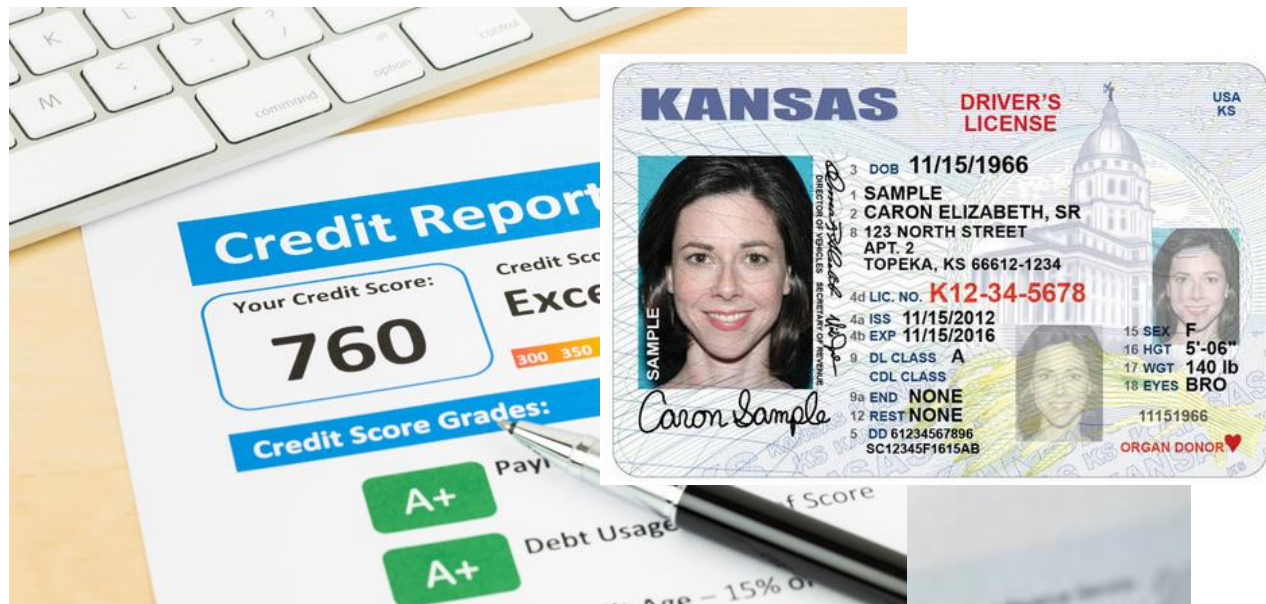 K
L
M
<
,
>
.
?
/
alt
option
control
command
Credit Report
Your Credit Score:
760
Credit Sco
Exce
300 350
Credit Score Grades:
A+
Payı
f Score
A+
Debt Usage
Age – 15% of
KANSAS
DRIVER'S
LICENSE
USA
KS
3 DOB 11/15/1966
1 SAMPLE
2 CARON ELIZABETH, SR
8 123 NORTH STREET
APT. 2
TOPEKA, KS 66612-1234
4d LIC. NO. K12-34-5678
4a ISS 11/15/2012
4b EXP 11/15/2016
9 DL CLASS A
CDL CLASS
9a END NONE
12 REST NONE
5 DD 61234567896
SC12345F1615AB
15 SEX F
16 HGT 5'-06"
17 WGT 140 lb
18 EYES BRO
11151966
ORGAN DONOR
SAMPLE
DIRECTOR OF VEHICLES SECRETARY OF REVENUE
Caron Sample